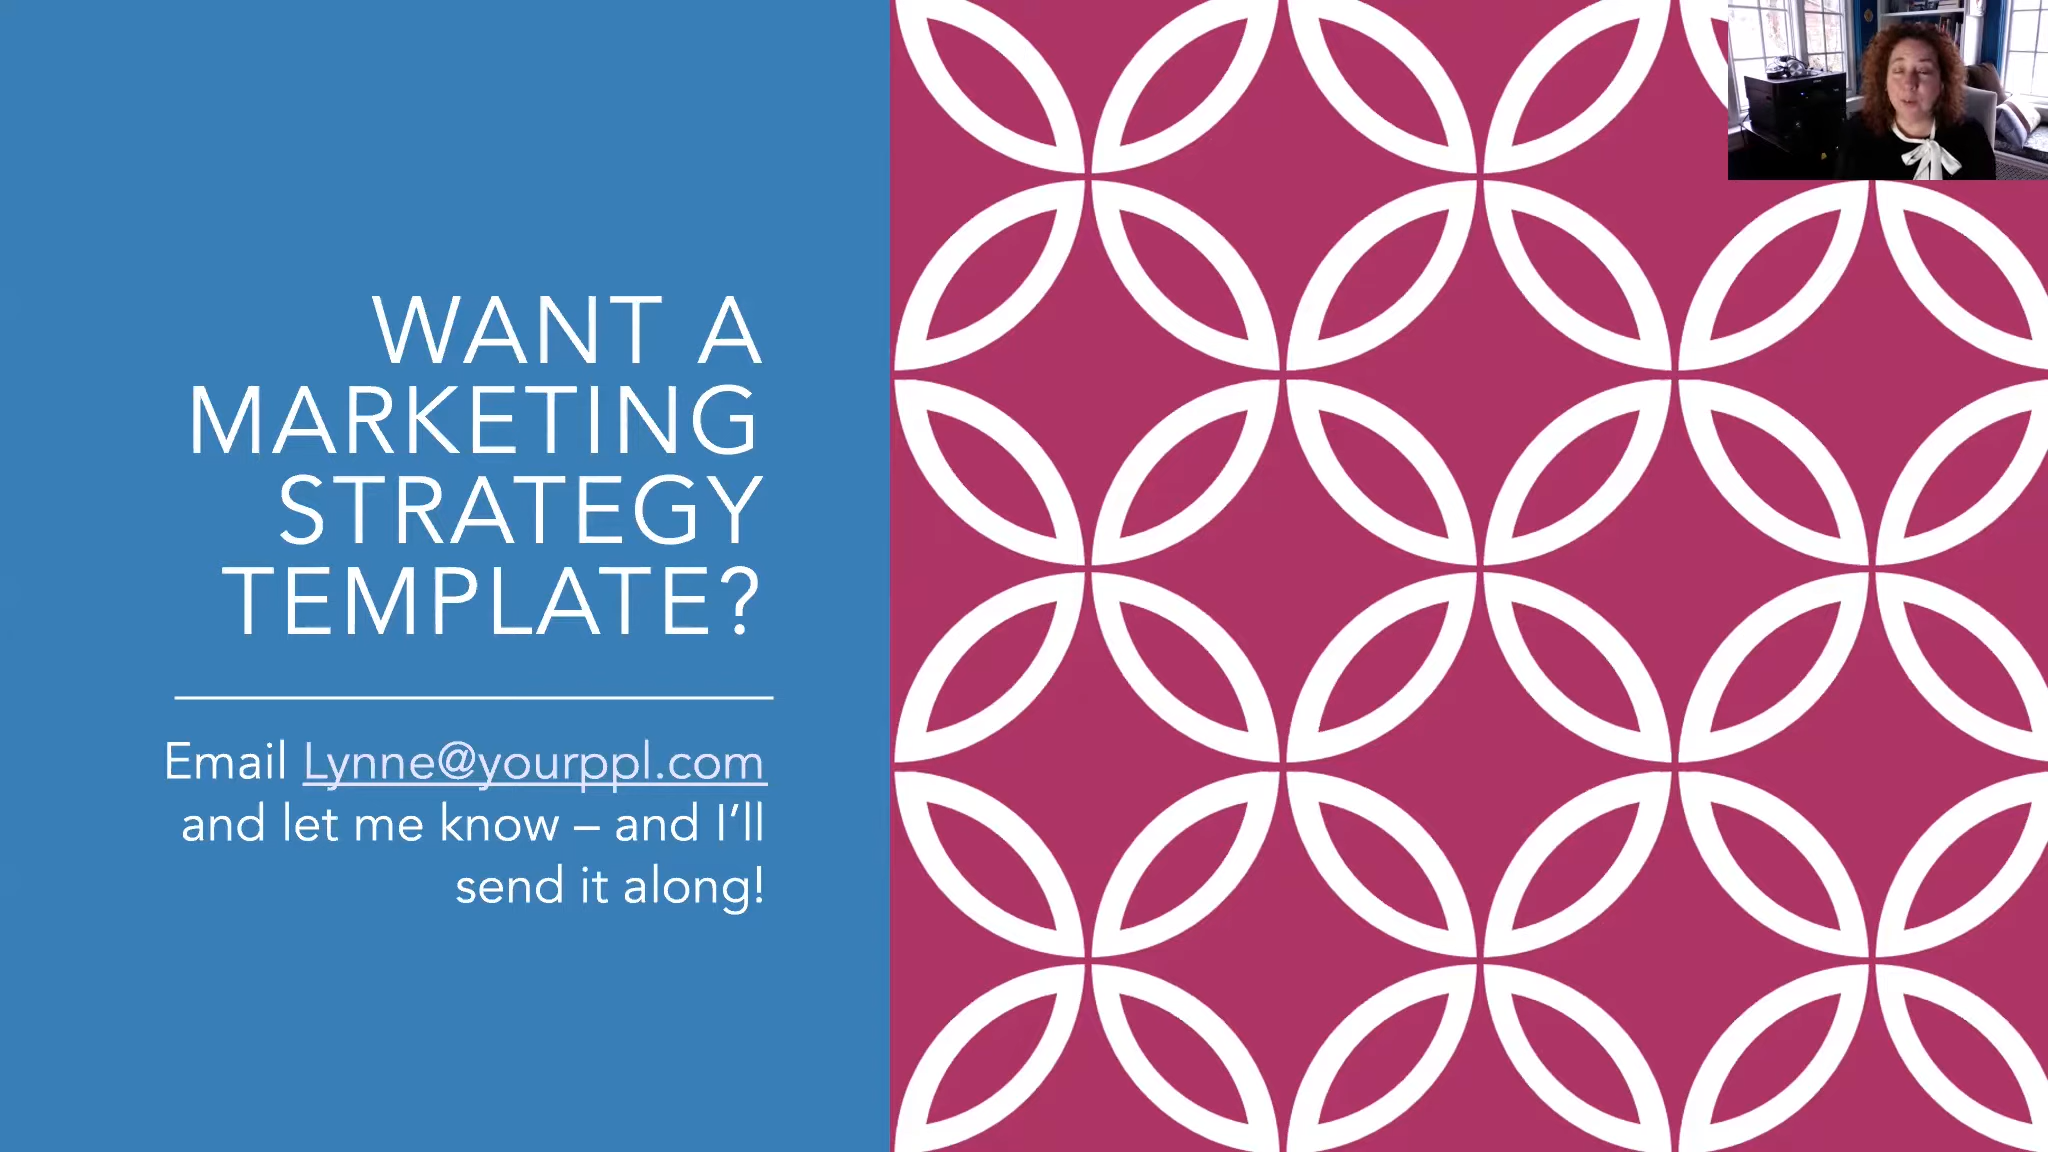 WANT A
MARKETING
STRATEGY
TEMPLATE?
Email Lynne@yourppl.com
and let me know – and I’ll
send it along!